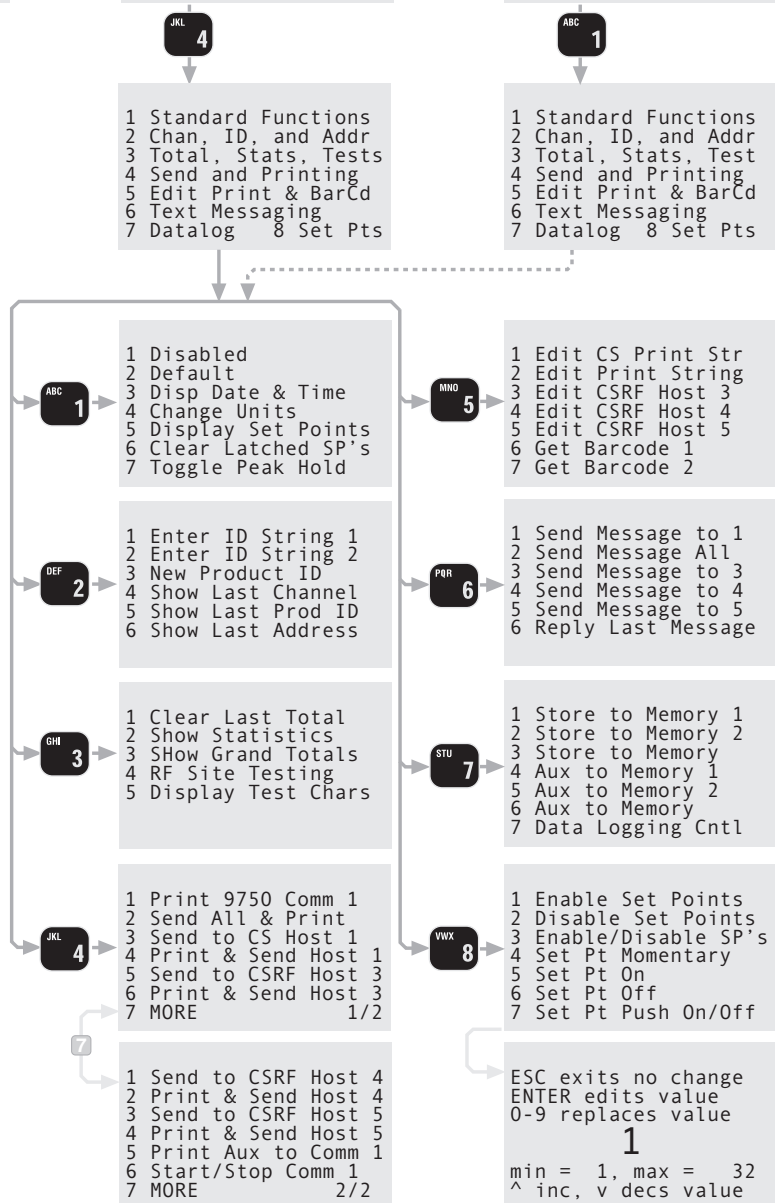 JKL
4
ABC
1
1 Standard Functions
2 Chan, ID, and Addr
3 Total, Stats, Tests
4 Send and Printing
5 Edit Print & BarCd
6 Text Messaging
7 Datalog 8 Set Pts
1 Standard Functions
2 Chan, ID, and Addr
3 Total, Stats, Test
4 Send and Printing
5 Edit Print & BarCd
6 Text Messaging
7 Datalog 8 Set Pts
ABC
1
1 Disabled
2 Default
3 Disp Date & Time
4 Change Units
5 Display Set Points
6 Clear Latched SP's
7 Toggle Peak Hold
MNO
5
1 Edit CS Print Str
2 Edit Print String
3 Edit CSRF Host 3
4 Edit CSRF Host 4
5 Edit CSRF Host 5
6 Get Barcode 1
7 Get Barcode 2
DEF
2
1 Enter ID String 1
2 Enter ID String 2
3 New Product ID
4 Show Last Channel
5 Show Last Prod ID
6 Show Last Address
PQR
6
1 Send Message to 1
2 Send Message All
3 Send Message to 3
4 Send Message to 4
5 Send Message to 5
6 Reply Last Message
GHI
3
1 Clear Last Total
2 Show Statistics
3 SHow Grand Totals
4 RF Site Testing
5 Display Test Chars
STU
7
1 Store to Memory 1
2 Store to Memory 2
3 Store to Memory
4 Aux to Memory 1
5 Aux to Memory 2
6 Aux to Memory
7 Data Logging Cntl
JKL
4
1 Print 9750 Comm 1
2 Send All & Print
3 Send to CS Host 1
4 Print & Send Host 1
5 Send to CSRF Host 3
6 Print & Send Host 3
7 MORE 1/2
VWX
8
1 Enable Set Points
2 Disable Set Points
3 Enable/Disable SP's
4 Set Pt Momentary
5 Set Pt On
6 Set Pt Off
7 Set Pt Push On/Off
7
1 Send to CSRF Host 4
2 Print & Send Host 4
3 Send to CSRF Host 5
4 Print & Send Host 5
5 Print Aux to Comm 1
6 Start/Stop Comm 1
7 MORE 2/2
ESC exits no change
ENTER edits value
0-9 replaces value
1
min = 1, max = 32
^ inc, v decs value